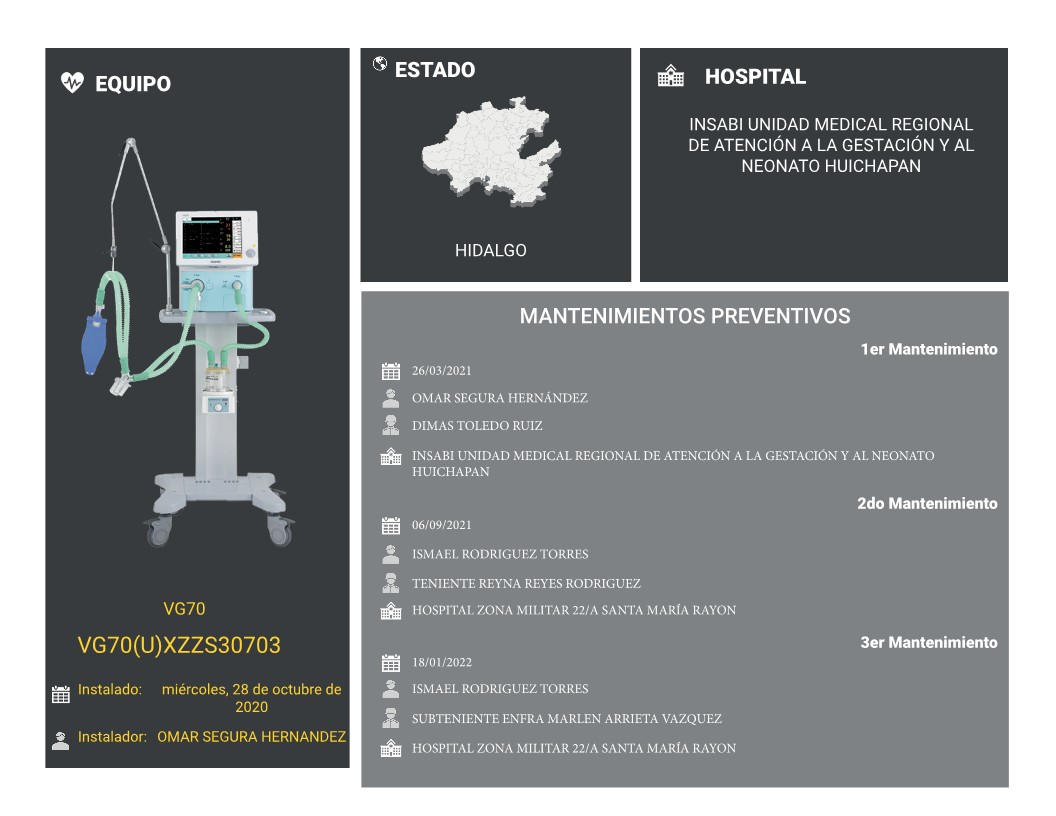 EQUIPO
VG70
VG70(U)XZZS30703
Instalado: miércoles, 28 de octubre de
2020
Instalador: OMAR SEGURA HERNANDEZ
ESTADO
HIDALGO
HOSPITAL
INSABI UNIDAD MEDICAL REGIONAL
DE ATENCIÓN A LA GESTACIÓN Y AL
NEONATO HUICHAPAN
MANTENIMIENTOS PREVENTIVOS
1er Mantenimiento
26/03/2021
OMAR SEGURA HERNÁNDEZ
DIMAS TOLEDO RUIZ
INSABI UNIDAD MEDICAL REGIONAL DE ATENCIÓN A LA GESTACIÓN Y AL NEONATO
HUICHAPAN
2do Mantenimiento
06/09/2021
ISMAEL RODRIGUEZ TORRES
TENIENTE REYNA REYES RODRIGUEZ
HOSPITAL ZONA MILITAR 22/A SANTA MARÍA RAYON
3er Mantenimiento
18/01/2022
ISMAEL RODRIGUEZ TORRES
SUBTENIENTE ENFRA MARLEN ARRIETA VAZQUEZ
HOSPITAL ZONA MILITAR 22/A SANTA MARÍA RAYON